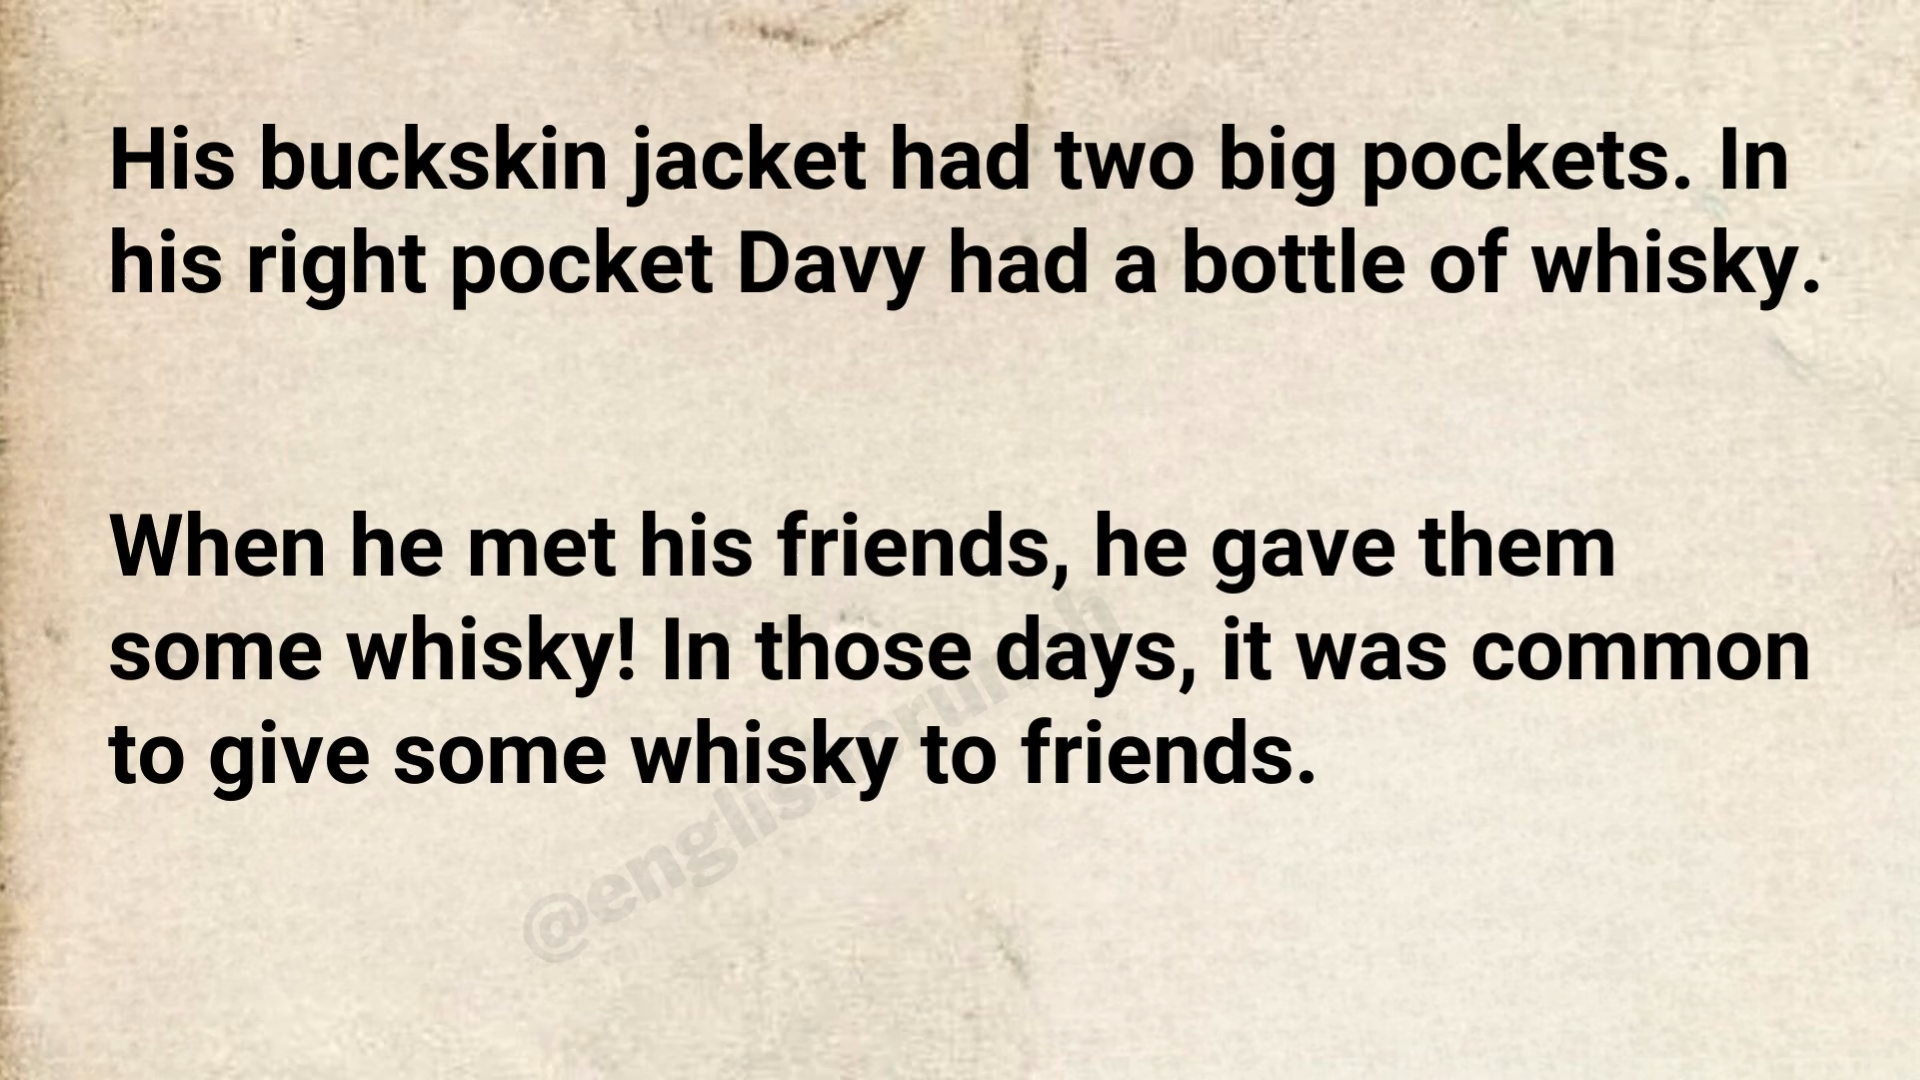 His buckskin jacket had two big pockets. In
his right pocket Davy had a bottle of whisky.
When he met his friends, he gave them
some whisky! In those days, it was common
to give some whisky to friends.